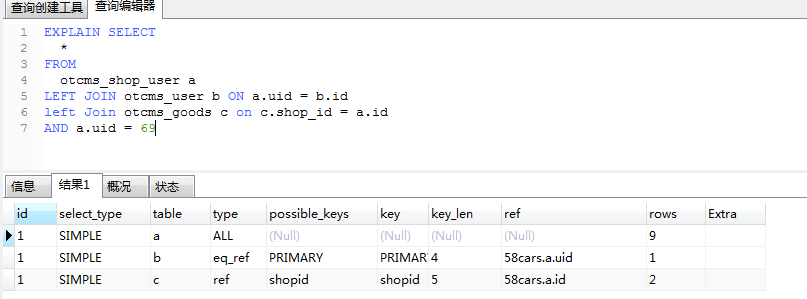 查询创建工具 查询编辑器
1 EXPLAIN SELECT
2 *
3 FROM
4 otcms_shop_user a
5 LEFT JOIN otcms_user b ON a.uid = b.id
6 left Join otcms_goods c on c.shop_id = a.id
7 AND a.uid = 69
信息 结果1 概况 状态
id select_type table type possible_keys key key_len ref rows Extra
1 SIMPLE a ALL (Null) (Null) (Null) (Null) 9
1 SIMPLE b eq_ref PRIMARY PRIMAR 4 58cars.a.uid 1
1 SIMPLE c ref shopid shopid 5 58cars.a.id 2